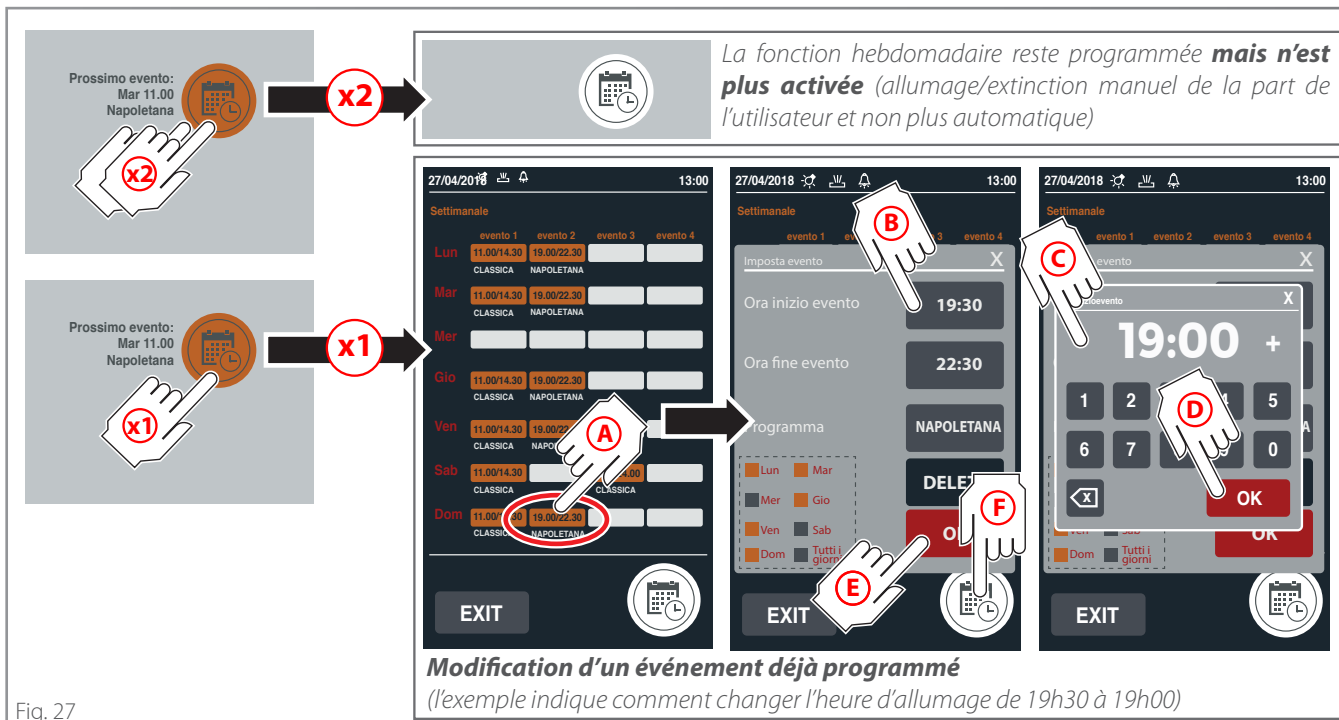 Prossimo evento:
Mar 11.00
Napoletana
x2
x2
La fonction hebdomadaire reste programmée mais n'est
plus activée (allumage/extinction manuel de la part de
l'utilisateur et non plus automatique)
Prossimo evento:
Mar 11.00
Napoletana
x1
x1
27/04/2018 13:00
Settimanale
evento 1 evento 2 evento 3 evento 4
Lun 11.00/14.30 19.00/22.30
CLASSICA NAPOLETANA
Mar 11.00/14.30 19.00/22.30
CLASSICA NAPOLETANA
Mer
Gio 11.00/14.30 19.00/22.30
CLASSICA NAPOLETANA
Ven 11.00/14.30
CLASSICA
A
Sab 11.00/14.30
CLASSICA CLASSICA
Dom 19.00/22.30
CLASSICA NAPOLETANA
EXIT
27/04/2018 13:00
Settimanale
evento 1 evento 4
B
Imposta evento X
Ora inizio evento 19:30
Ora fine evento 22:30
NAPOLETANA
Lun Mar
Mer Gio
Ven Sab
Dom Tutti i
giorni
F
E
EXIT
27/04/2018 13:00
Settimanale
evento 1 evento 2 evento 3 evento 4
C
evento X
X
19:00 +
1 2 5
6 7 0
D
X OK
OK
Dom Tutti i
giorni
EXIT
Modification d'un événement déjà programmé
(l'exemple indique comment changer l'heure d'allumage de 19h30 à 19h00)
Fig. 27